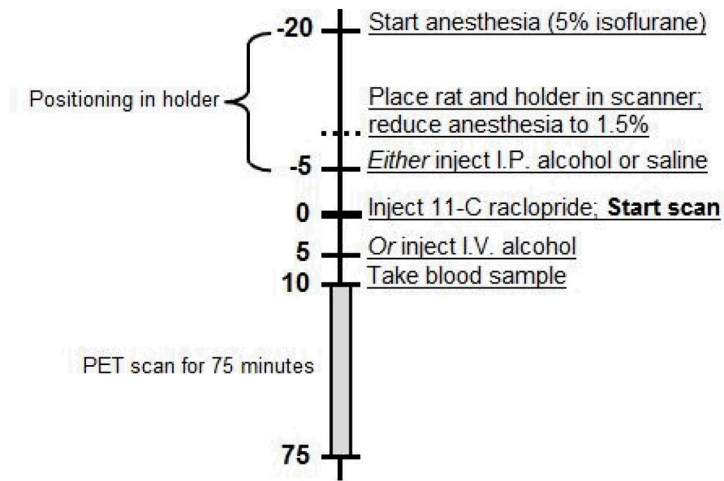 -20 Start anesthesia (5% isoflurane)
Positioning in holder
Place rat and holder in scanner;
reduce anesthesia to 1.5%
-5 Either inject I.P. alcohol or saline
0 Inject 11-C raclopride; Start scan
5 Or inject I.V. alcohol
10 Take blood sample
PET scan for 75 minutes
75